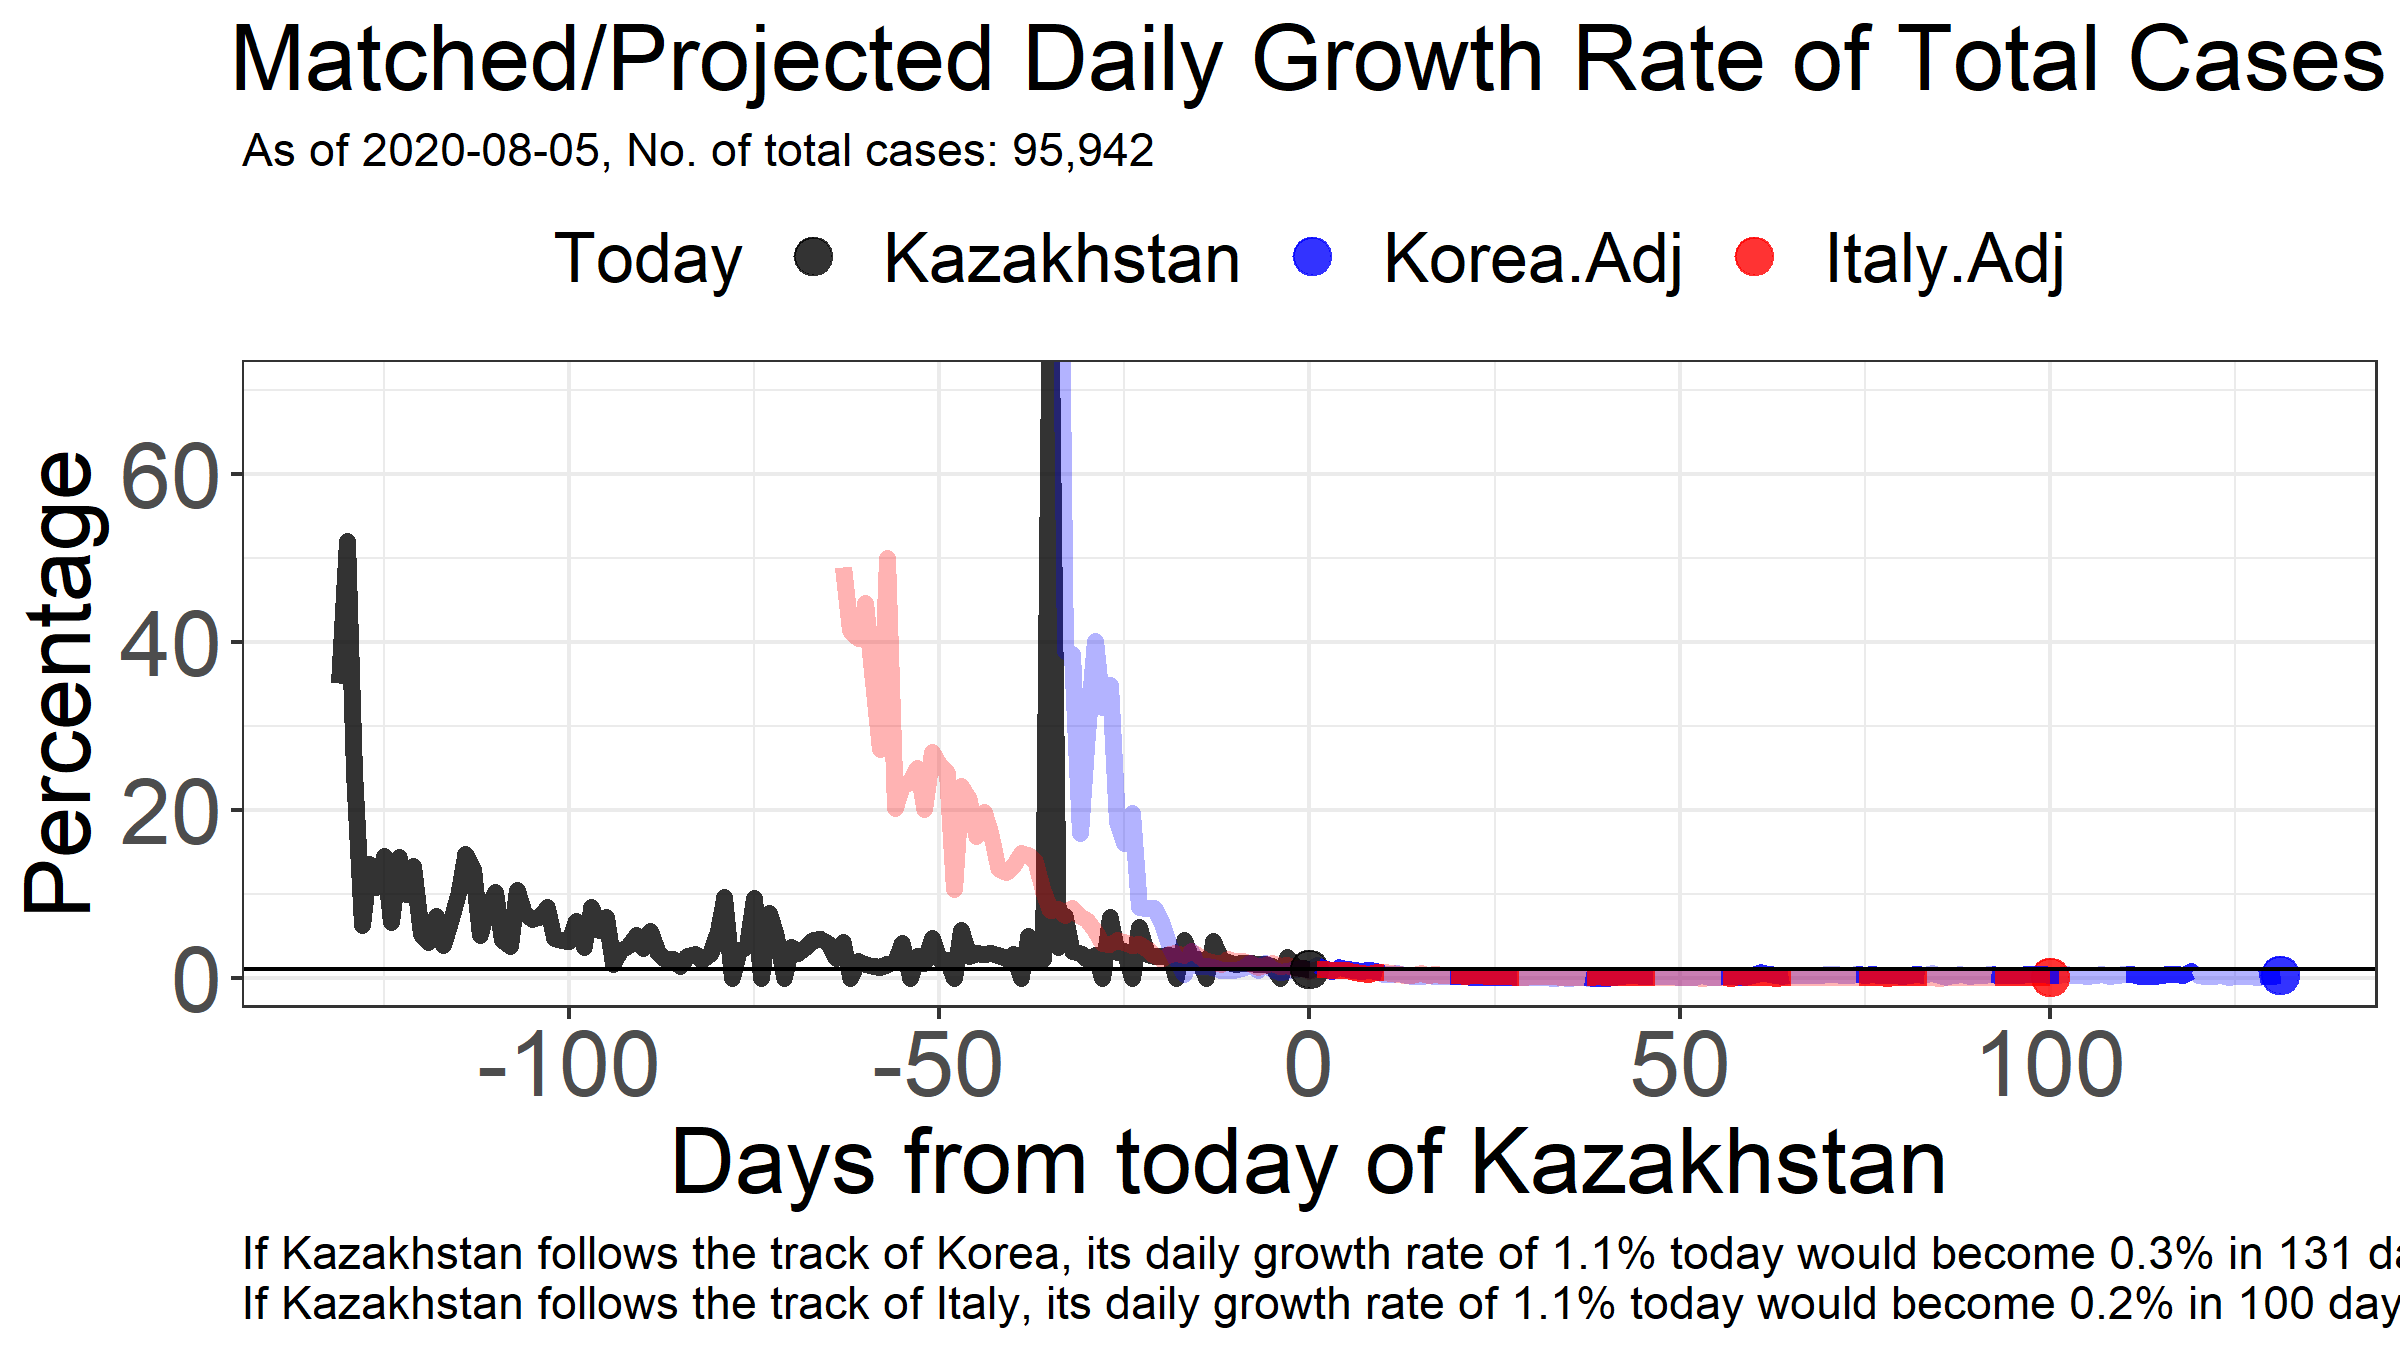 Matched/Projected Daily Growth Rate of Total Cases
As of 2020-08-05, No. of total cases: 95,942
Today Kazakhstan Korea.Adj Italy.Adj
Percentage
60
40
20
0
-100 -50 0 50 100
Days from today of Kazakhstan
If Kazakhstan follows the track of Korea, its daily growth rate of 1.1% today would become 0.3% in 131
If Kazakhstan follows the track of Italy, its daily growth rate of 1.1% today would become 0.2% in 100 day